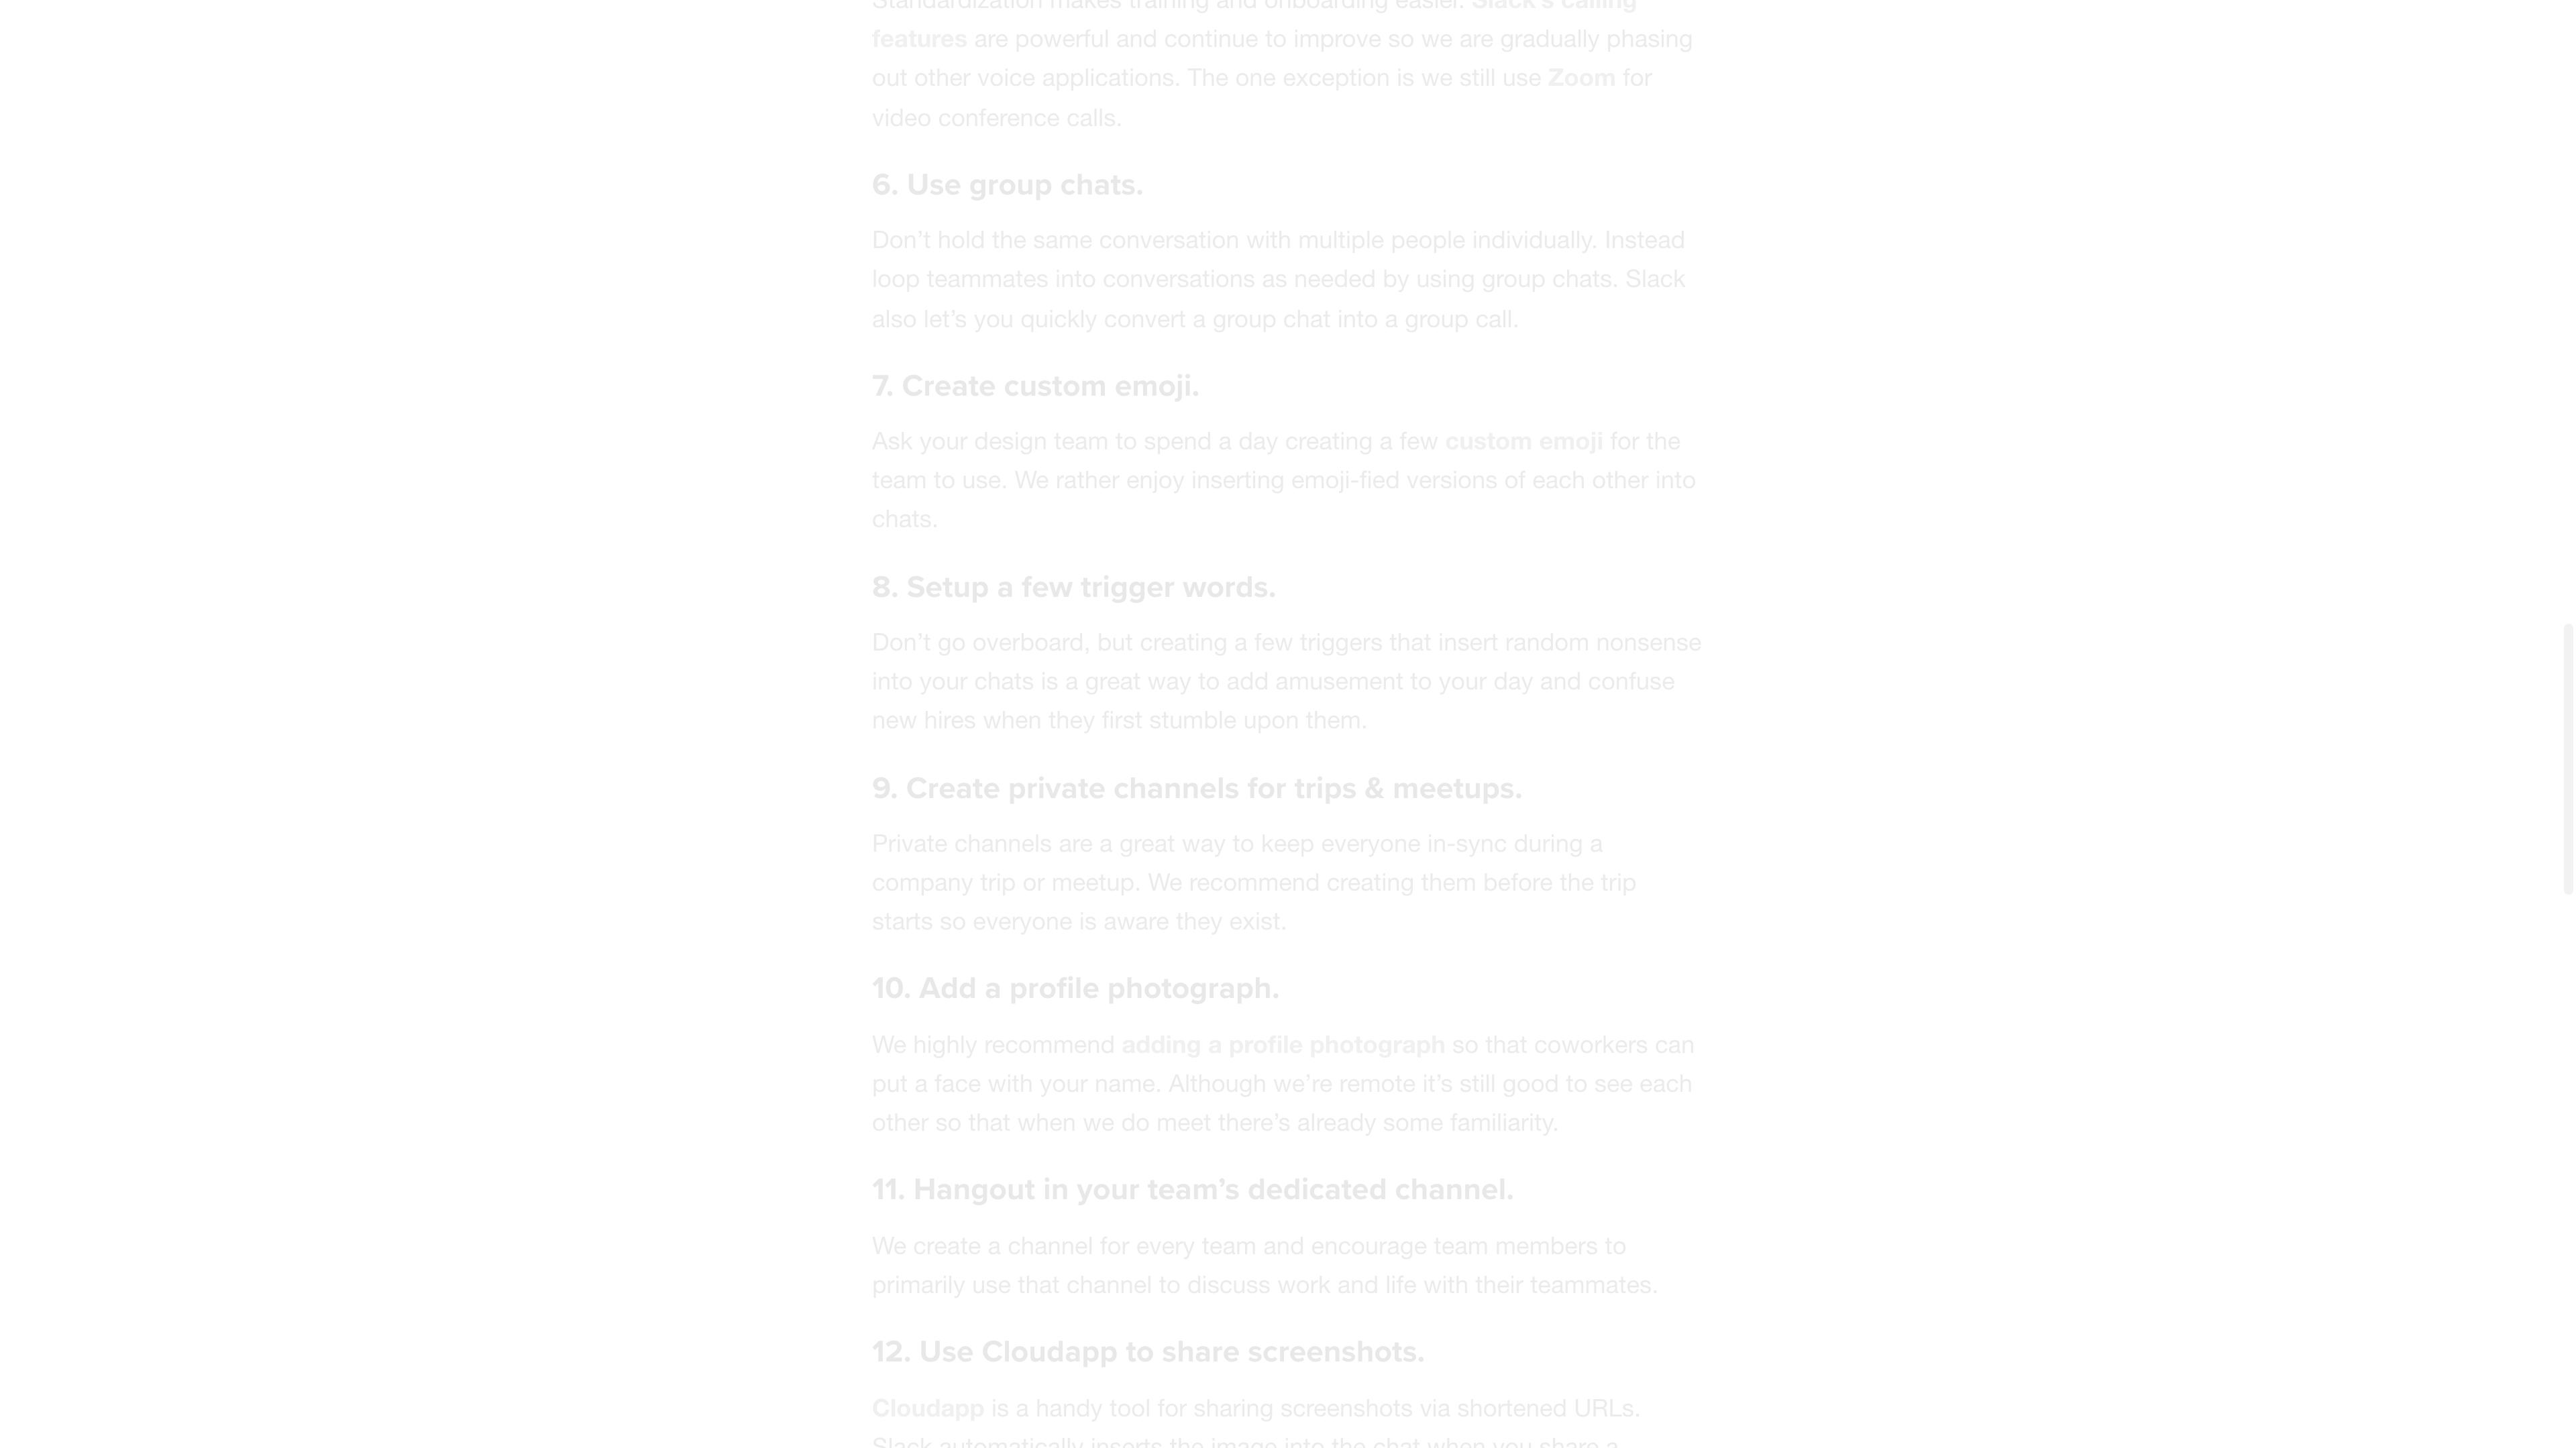 Standardization makes training and onboarding easier. Slack's calling
features are powerful and continue to improve so we are gradually phasing
out other voice applications. The one exception is we still use Zoom for
video conference calls.
6. Use group chats.
Don’t hold the same conversation with multiple people individually. Instead
loop teammates into conversations as needed by using group chats. Slack
also let’s you quickly convert a group chat into a group call.
7. Create custom emoji.
Ask your design team to spend a day creating a few custom emoji for the
team to use. We rather enjoy inserting emoji-fied versions of each other into
chats.
8. Setup a few trigger words.
Don’t go overboard, but creating a few triggers that insert random nonsense
into your chats is a great way to add amusement to your day and confuse
new hires when they first stumble upon them.
9. Create private channels for trips & meetups.
Private channels are a great way to keep everyone in-sync during a
company trip or meetup. We recommend creating them before the trip
starts so everyone is aware they exist.
10. Add a profile photograph.
We highly recommend adding a profile photograph so that coworkers can
put a face with your name. Although we’re remote it’s still good to see each
other so that when we do meet there’s already some familiarity.
11. Hangout in your team’s dedicated channel.
We create a channel for every team and encourage team members to
primarily use that channel to discuss work and life with their teammates.
12. Use Cloudapp to share screenshots.
Cloudapp is a handy tool for sharing screenshots via shortened URLs.
Slack automatically inserts the image into the chat when you share a